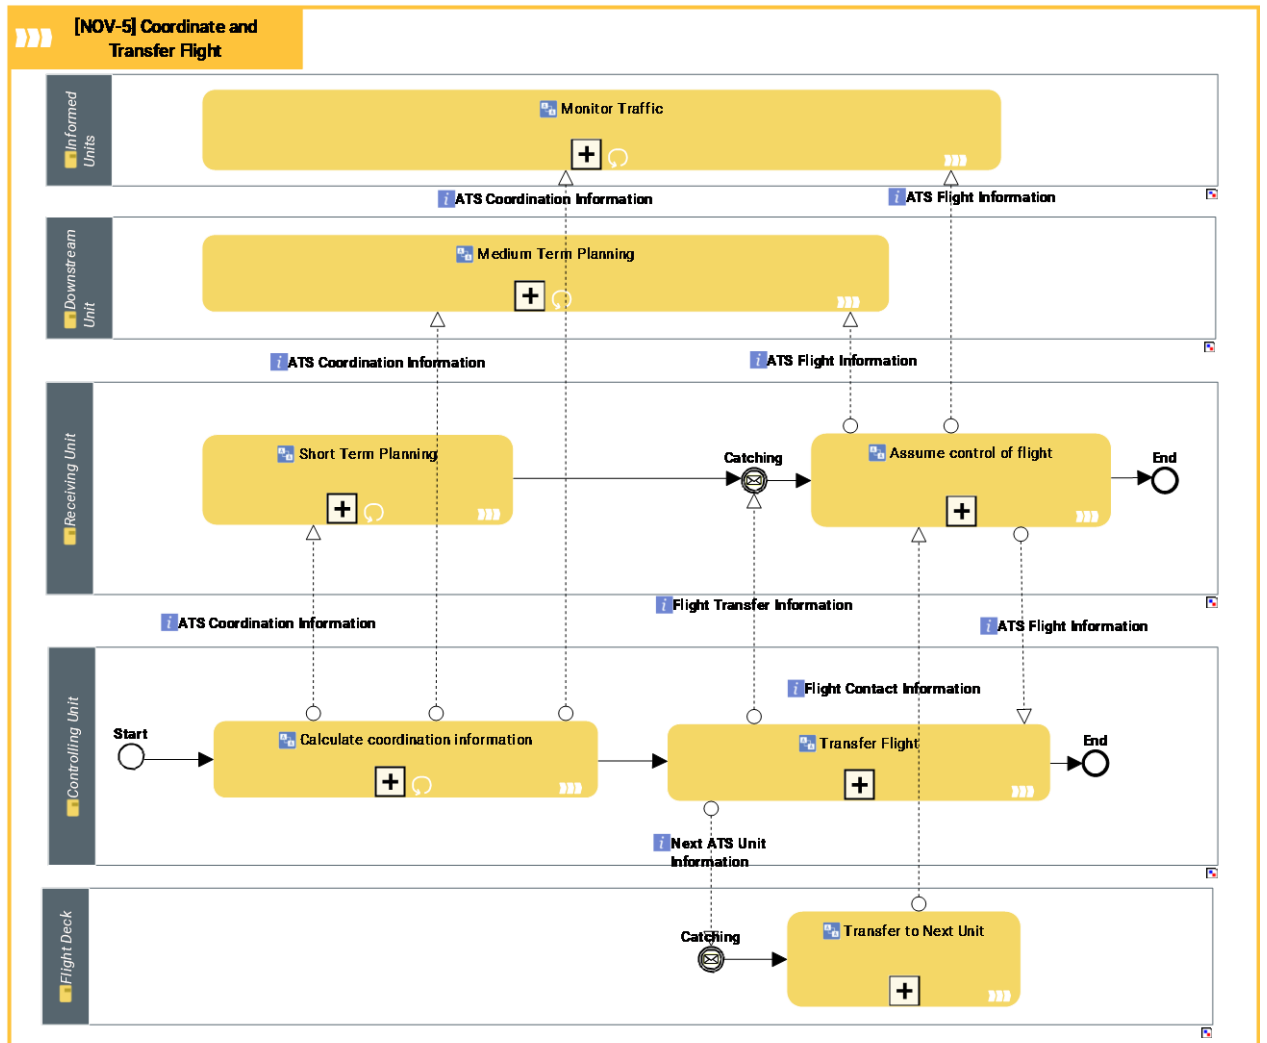 [NOV-5] Coordinate and
Transfer Flight
Informed
Units
Monitor Traffic
ATS Coordination Information
ATS Flight Information
Downstream
Unit
Medium Term Planning
ATS Coordination Information
ATS Flight Information
Receiving Unit
Short Term Planning
Catching
Assume control of flight
End
ATS Coordination Information
Flight Transfer Information
ATS Flight Information
Controlling Unit
Flight Contact Information
Start
Calculate coordination information
Transfer Flight
End
Next ATS Unit
Information
Flight Deck
Catching
Transfer to Next Unit